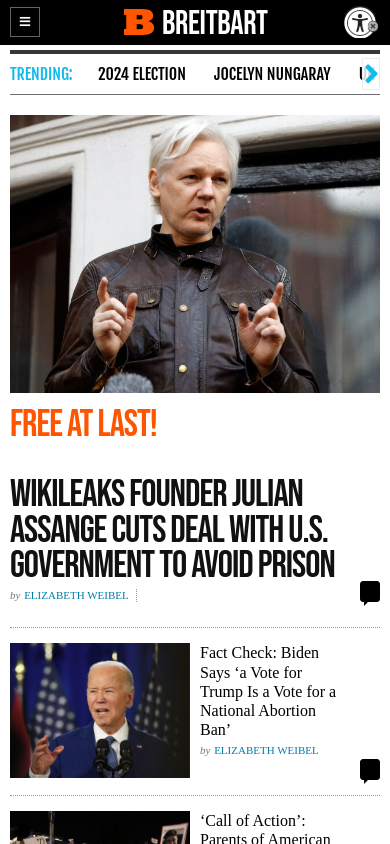 BREITBART
TRENDING: 2024 ELECTION JOCELYN NUNGARAY
FREE AT LAST!
WIKILEAKS FOUNDER JULIAN
ASSANGE CUTS DEAL WITH U.S.
GOVERNMENT TO AVOID PRISON
by ELIZABETH WEIBEL
Fact Check: Biden
Says ‘a Vote for
Trump Is a Vote for a
National Abortion
Ban’
by ELIZABETH WEIBEL
‘Call of Action’:
Parents of American